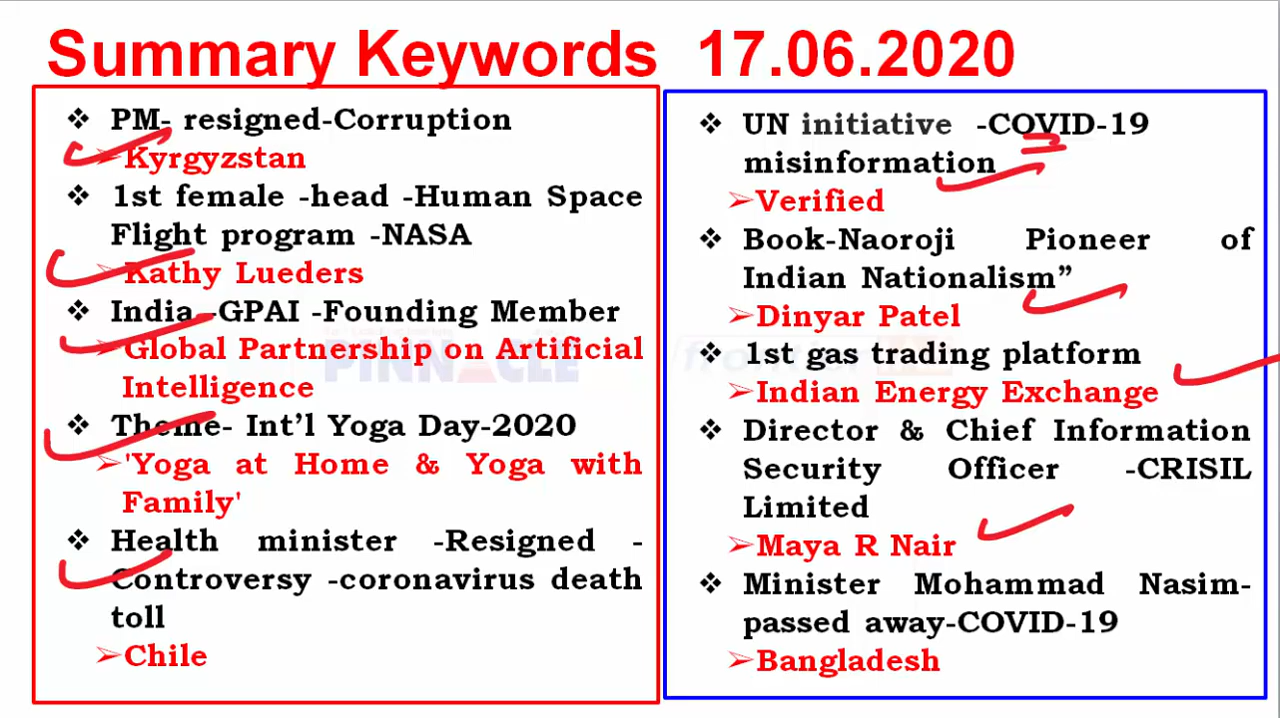 Summary Keywords 17.06.2020
❖ PM- resigned-Corruption
➢Kyrgyzstan
❖ 1st female -head -Human Space
Flight program -NASA
➢Kathy Lueders
❖ India -GPAI -Founding Member
➢Global Partnership on Artificial
Intelligence
❖ Theme- Int’l Yoga Day-2020
➢'Yoga at Home & Yoga with
Family'
❖ Health minister -Resigned -
Controversy -coronavirus death
toll
➢Chile
❖ UN initiative -COVID-19
misinformation
➢Verified
❖ Book-Naoroji Pioneer of
Indian Nationalism”
➢Dinyar Patel
❖ 1st gas trading platform
➢Indian Energy Exchange
❖ Director & Chief Information
Security Officer -CRISIL
Limited
➢Maya R Nair
❖ Minister Mohammad Nasim-
passed away-COVID-19
➢Bangladesh
PINNACLE